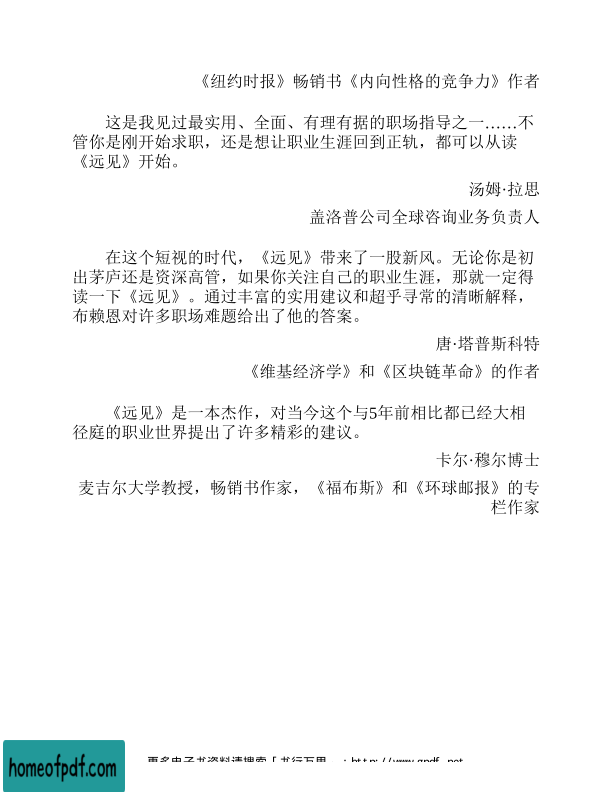 《纽约时报》畅销书《内向性格的竞争力》作者
这是我见过最实用、全面、有理有据的职场指导之一……不
管你是刚开始求职，还是想让职业生涯回到正轨，都可以从读
《远见》开始。
汤姆·拉思
盖洛普公司全球咨询业务负责人
在这个短视的时代，《远见》带来了一股新风。无论你是初
出茅庐还是资深高管，如果你关注自己的职业生涯，那就一定得
读一下《远见》。通过丰富的实用建议和超乎寻常的清晰解释，
布赖恩对许多职场难题给出了他的答案。
唐·塔普斯科特
《维基经济学》和《区块链革命》的作者
《远见》是一本杰作，对当今这个与5年前相比都已经大相
径庭的职业世界提出了许多精彩的建议。
卡尔·穆尔博士
麦吉尔大学教授，畅销书作家，《福布斯》和《环球邮报》的专
栏作家
更多电子书资料请搜索「书行万里
homeofpdf.com